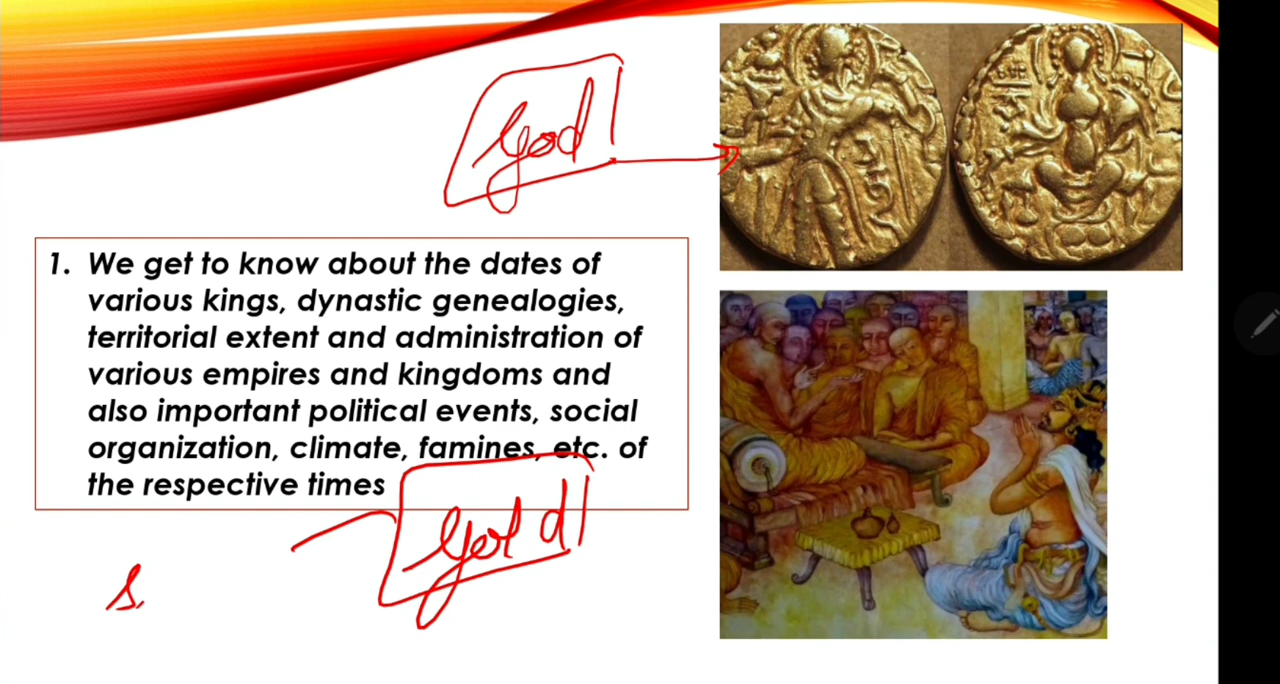 God
1. We get to know about the dates of
various kings, dynastic genealogies,
territorial extent and administration of
various empires and kingdoms and
also important political events, social
organization, climate, famines, etc. of
the respective times
Gold
S.